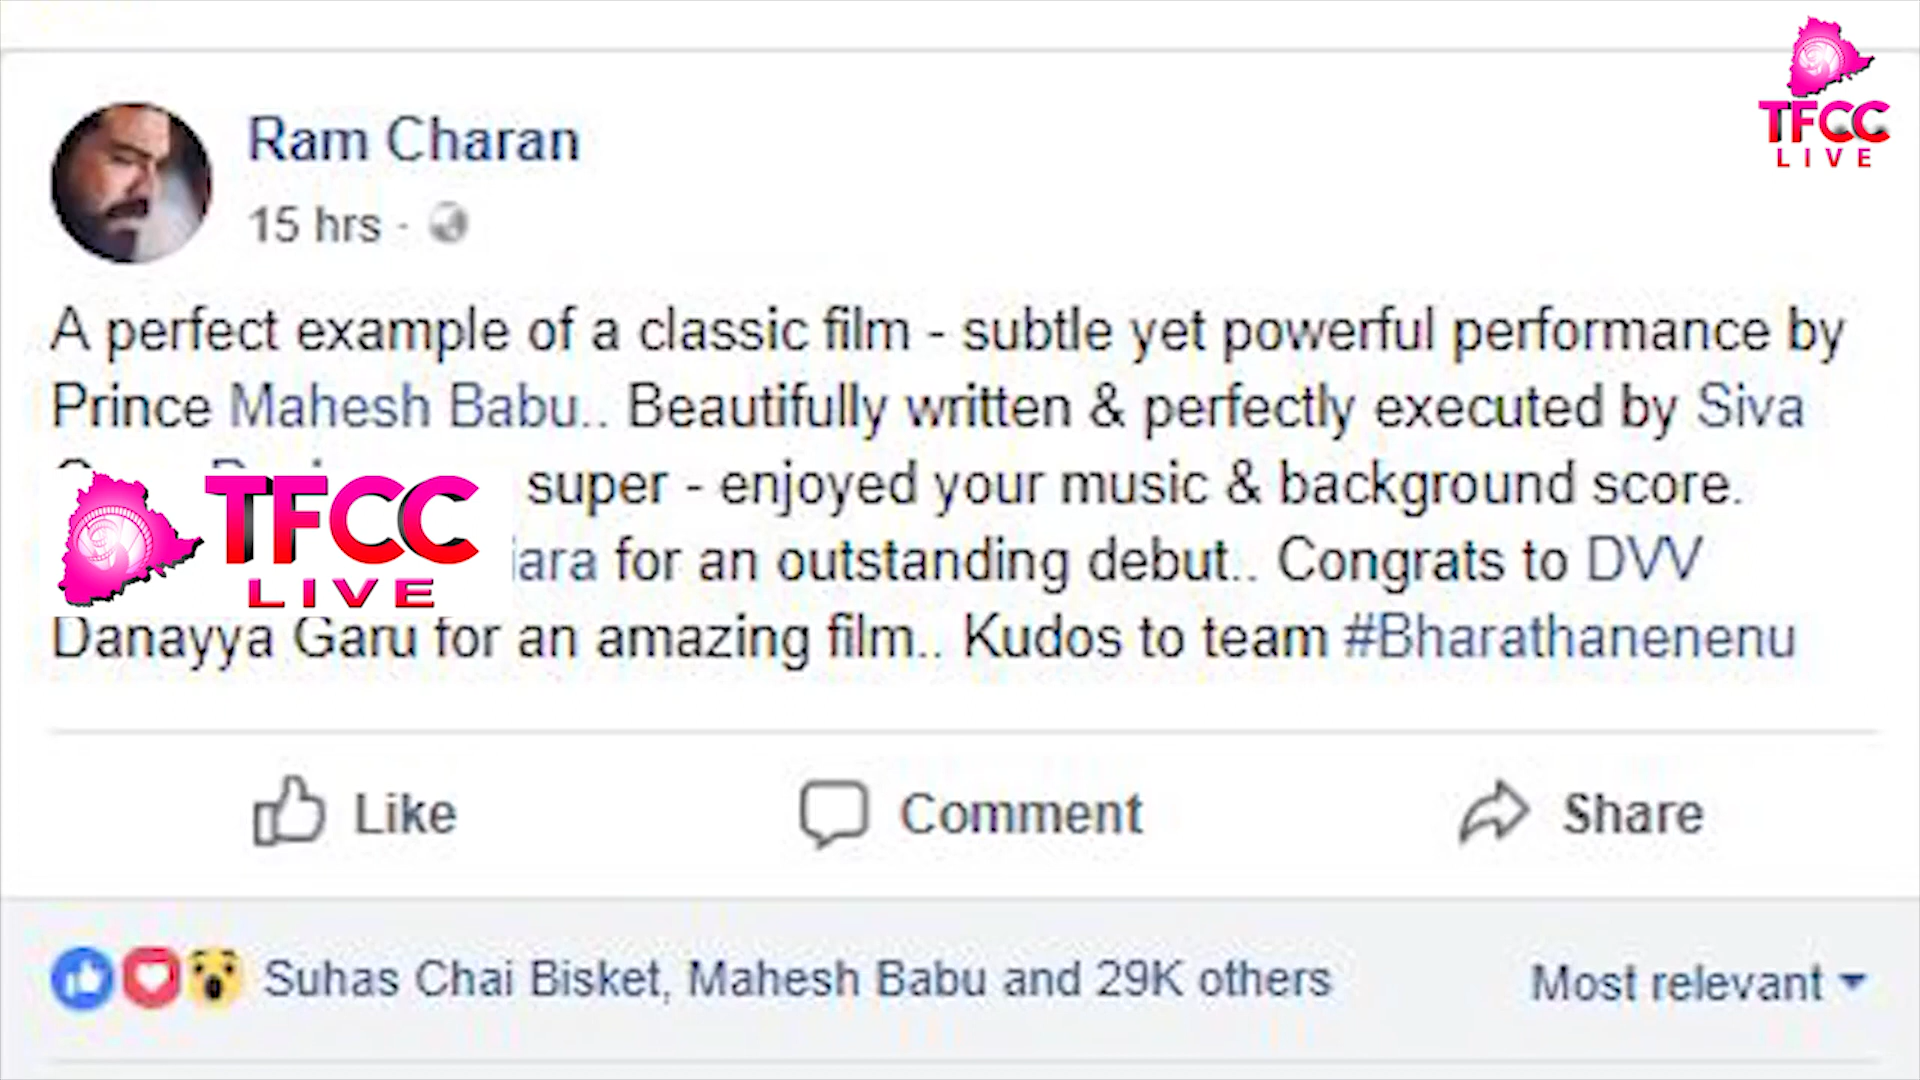 TFCC
LIVE
Ram Charan
15 hrs ·
A perfect example of a classic film - subtle yet powerful performance by
Prince Mahesh Babu.. Beautifully written & perfectly executed by Siva
super - enjoyed your music & background score.
for an outstanding debut.. Congrats to DVV
Danayya Garu for an amazing film.. Kudos to team #Bharathanenenu
TFCC
LIVE
Like
Comment
Share
Suhas Chai Bisket, Mahesh Babu and 29K others
Most relevant